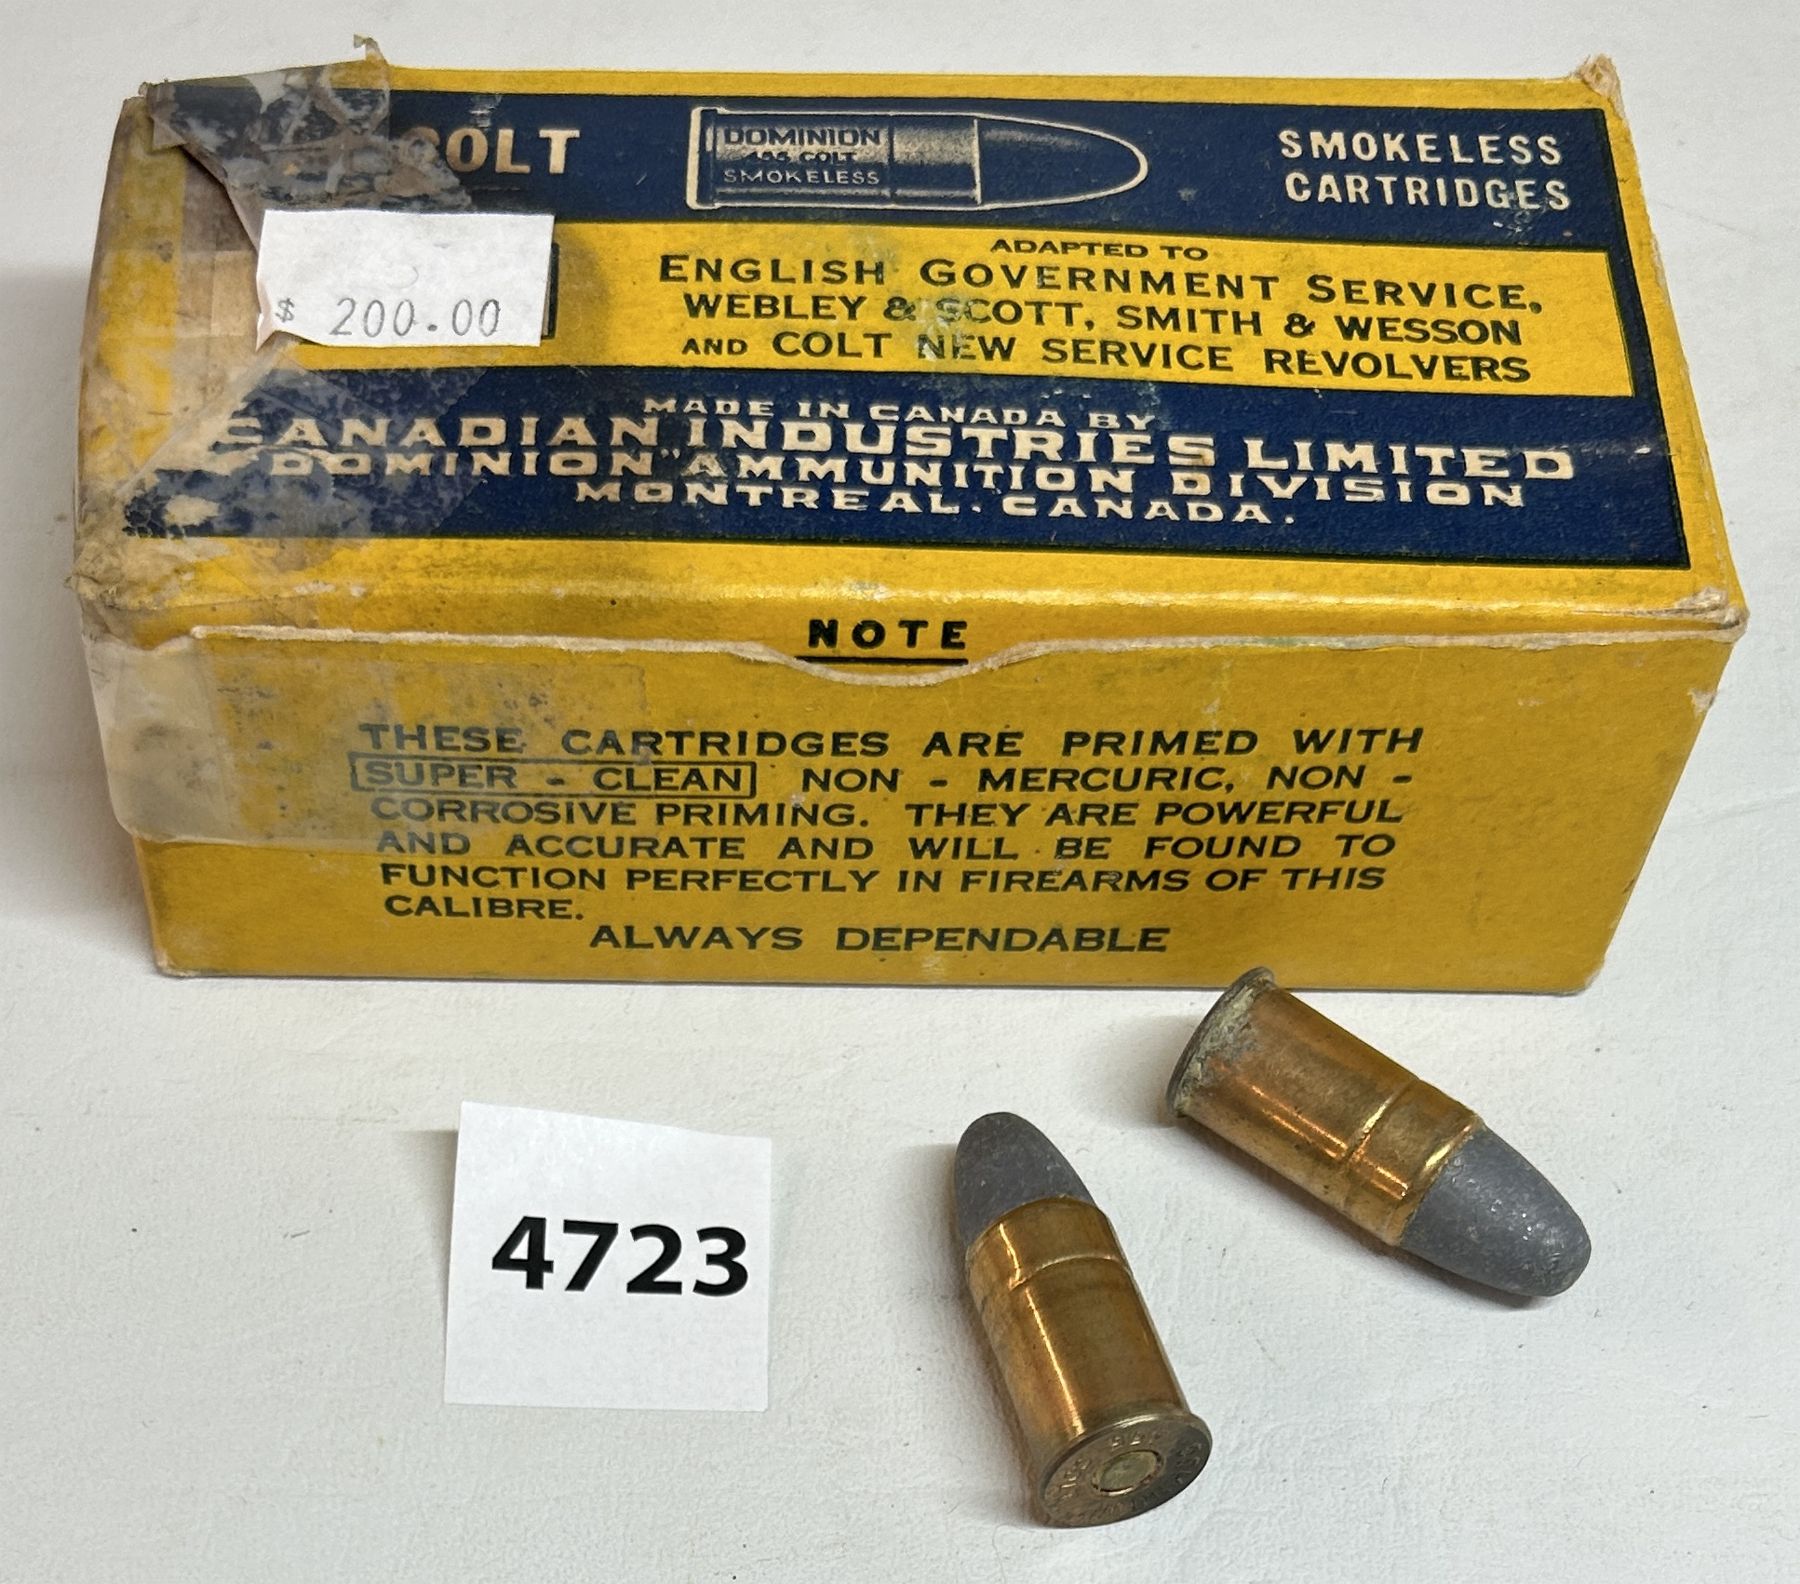 COLT
DOMINION
455 COLT
SMOKELESS
SMOKELESS
CARTRIDGES
$ 200.00
ADAPTED TO
ENGLISH GOVERNMENT SERVICE,
WEBLEY & SCOTT, SMITH & WESSON
AND COLT NEW SERVICE REVOLVERS
MADE IN CANADA BY
CANADIAN INDUSTRIES LIMITED
"DOMINION" AMMUNITION DIVISION
MONTREAL. CANADA.
NOTE
THESE CARTRIDGES ARE PRIMED WITH
SUPER - CLEAN NON - MERCURIC, NON -
CORROSIVE PRIMING. THEY ARE POWERFUL
AND ACCURATE AND WILL BE FOUND TO
FUNCTION PERFECTLY IN FIREARMS OF THIS
CALIBRE.
ALWAYS DEPENDABLE
4723